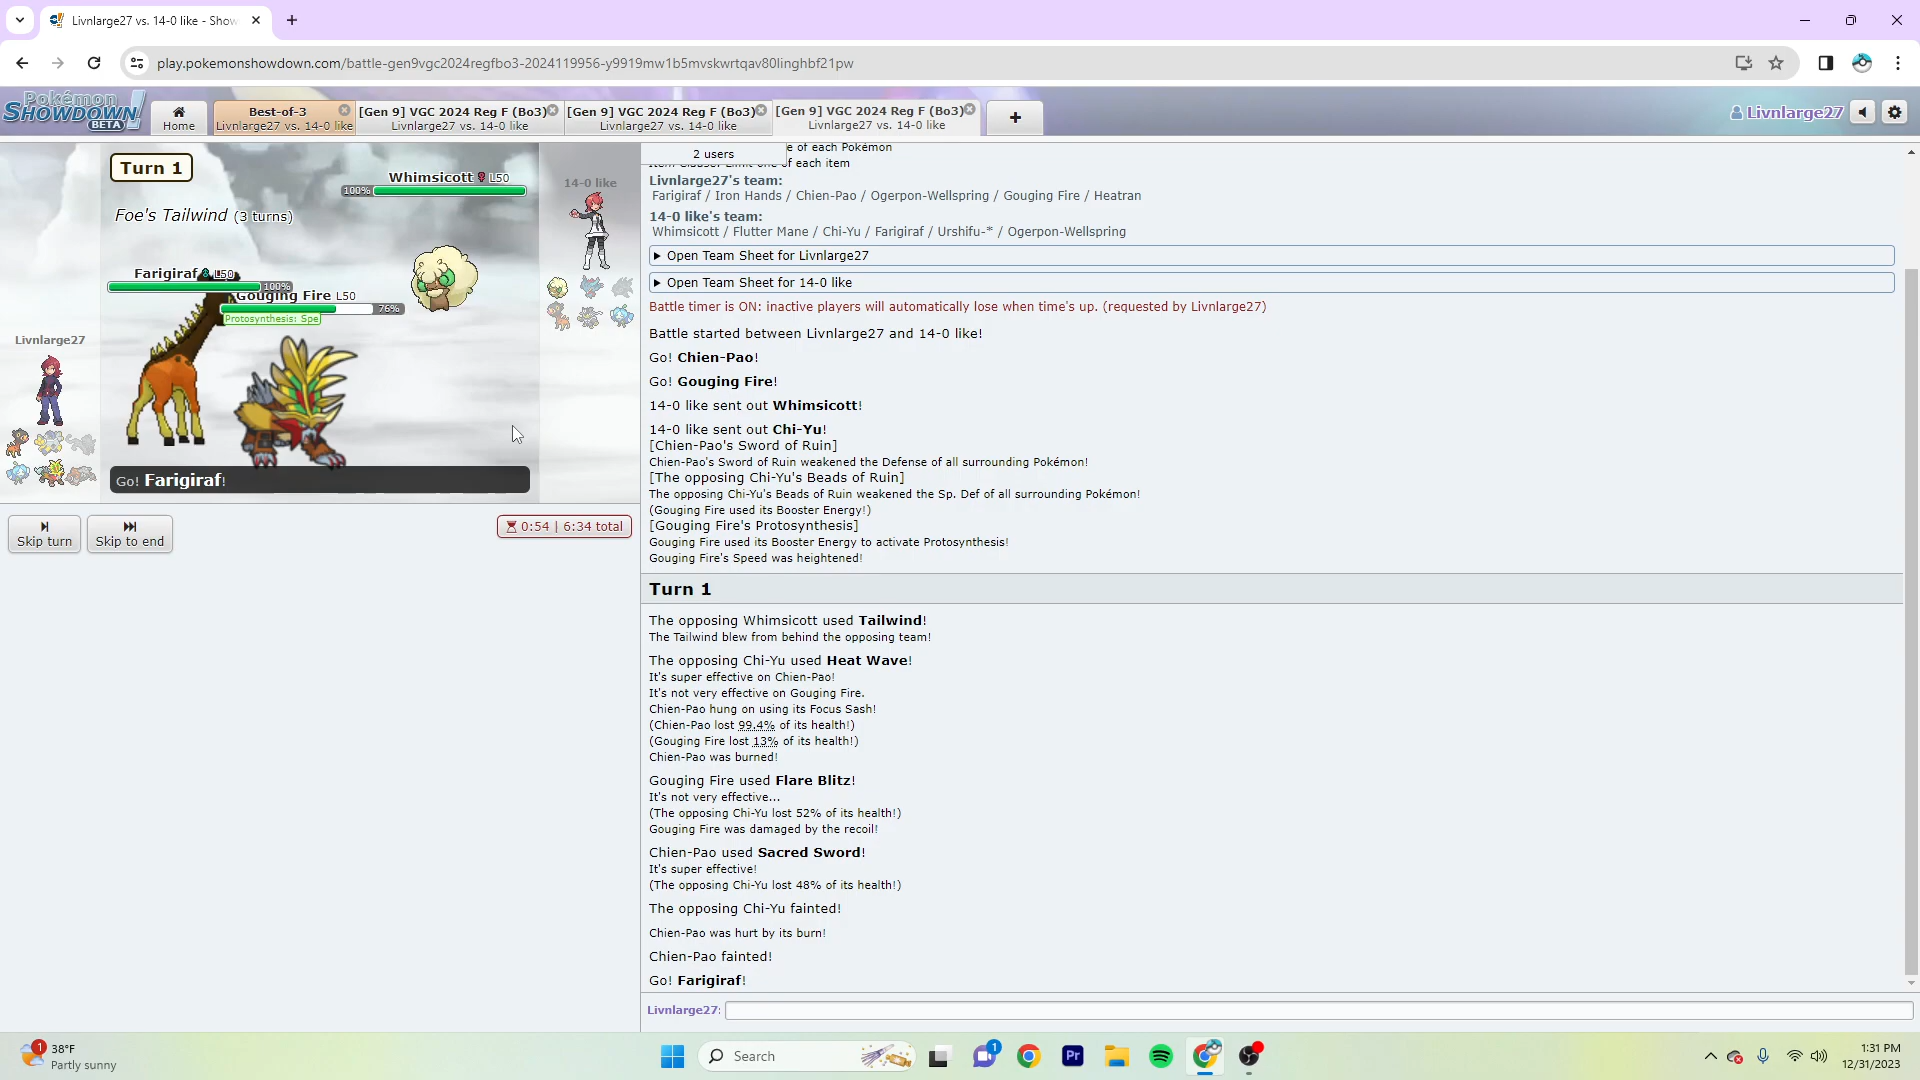 Livnlarge27 vs. 14-0 like - Show
play.pokemonshowdown.com/battle-gen9vgc2024regfbo3-2024119956-y9919mw1b5mvskwrtqav80linghbf21pw
Pokémon
SHOWDOWN!
BETA
Home
Best-of-3
Livnlarge27 vs. 14-0 like
[Gen 9] VGC 2024 Reg F (Bo3)
Livnlarge27 vs. 14-0 like
[Gen 9] VGC 2024 Reg F (Bo3)
Livnlarge27 vs. 14-0 like
[Gen 9] VGC 2024 Reg F (Bo3)
Livnlarge27 vs. 14-0 like
+
Livnlarge27
Turn 1
Foe's Tailwind (3 turns)
Whimsicott L50
100%
14-0 like
Farigiraf L50
100%
Gouging Fire L50
76%
Protosynthesis: Spe
Livnlarge27
Go! Farigiraf!
Skip turn
Skip to end
0:54 | 6:34 total
2 users
e of each Pokémon
Item Clause: Limit one of each item
Livnlarge27's team:
Farigiraf / Iron Hands / Chien-Pao / Ogerpon-Wellspring / Gouging Fire / Heatran
14-0 like's team:
Whimsicott / Flutter Mane / Chi-Yu / Farigiraf / Urshifu-* / Ogerpon-Wellspring
Open Team Sheet for Livnlarge27
Open Team Sheet for 14-0 like
Battle timer is ON: inactive players will automatically lose when time's up. (requested by Livnlarge27)
Battle started between Livnlarge27 and 14-0 like!
Go! Chien-Pao!
Go! Gouging Fire!
14-0 like sent out Whimsicott!
14-0 like sent out Chi-Yu!
[Chien-Pao's Sword of Ruin]
Chien-Pao's Sword of Ruin weakened the Defense of all surrounding Pokémon!
[The opposing Chi-Yu's Beads of Ruin]
The opposing Chi-Yu's Beads of Ruin weakened the Sp. Def of all surrounding Pokémon!
(Gouging Fire used its Booster Energy!)
[Gouging Fire's Protosynthesis]
Gouging Fire used its Booster Energy to activate Protosynthesis!
Gouging Fire's Speed was heightened!
Turn 1
The opposing Whimsicott used Tailwind!
The Tailwind blew from behind the opposing team!
The opposing Chi-Yu used Heat Wave!
It's super effective on Chien-Pao!
It's not very effective on Gouging Fire.
Chien-Pao hung on using its Focus Sash!
(Chien-Pao lost 99.4% of its health!)
(Gouging Fire lost 13% of its health!)
Chien-Pao was burned!
Gouging Fire used Flare Blitz!
It's not very effective...
(The opposing Chi-Yu lost 52% of its health!)
Gouging Fire was damaged by the recoil!
Chien-Pao used Sacred Sword!
It's super effective!
(The opposing Chi-Yu lost 48% of its health!)
The opposing Chi-Yu fainted!
Chien-Pao was hurt by its burn!
Chien-Pao fainted!
Go! Farigiraf!
Livnlarge27:
1
38°F
Partly sunny
Search
1
Pr
1:31 PM
12/31/2023